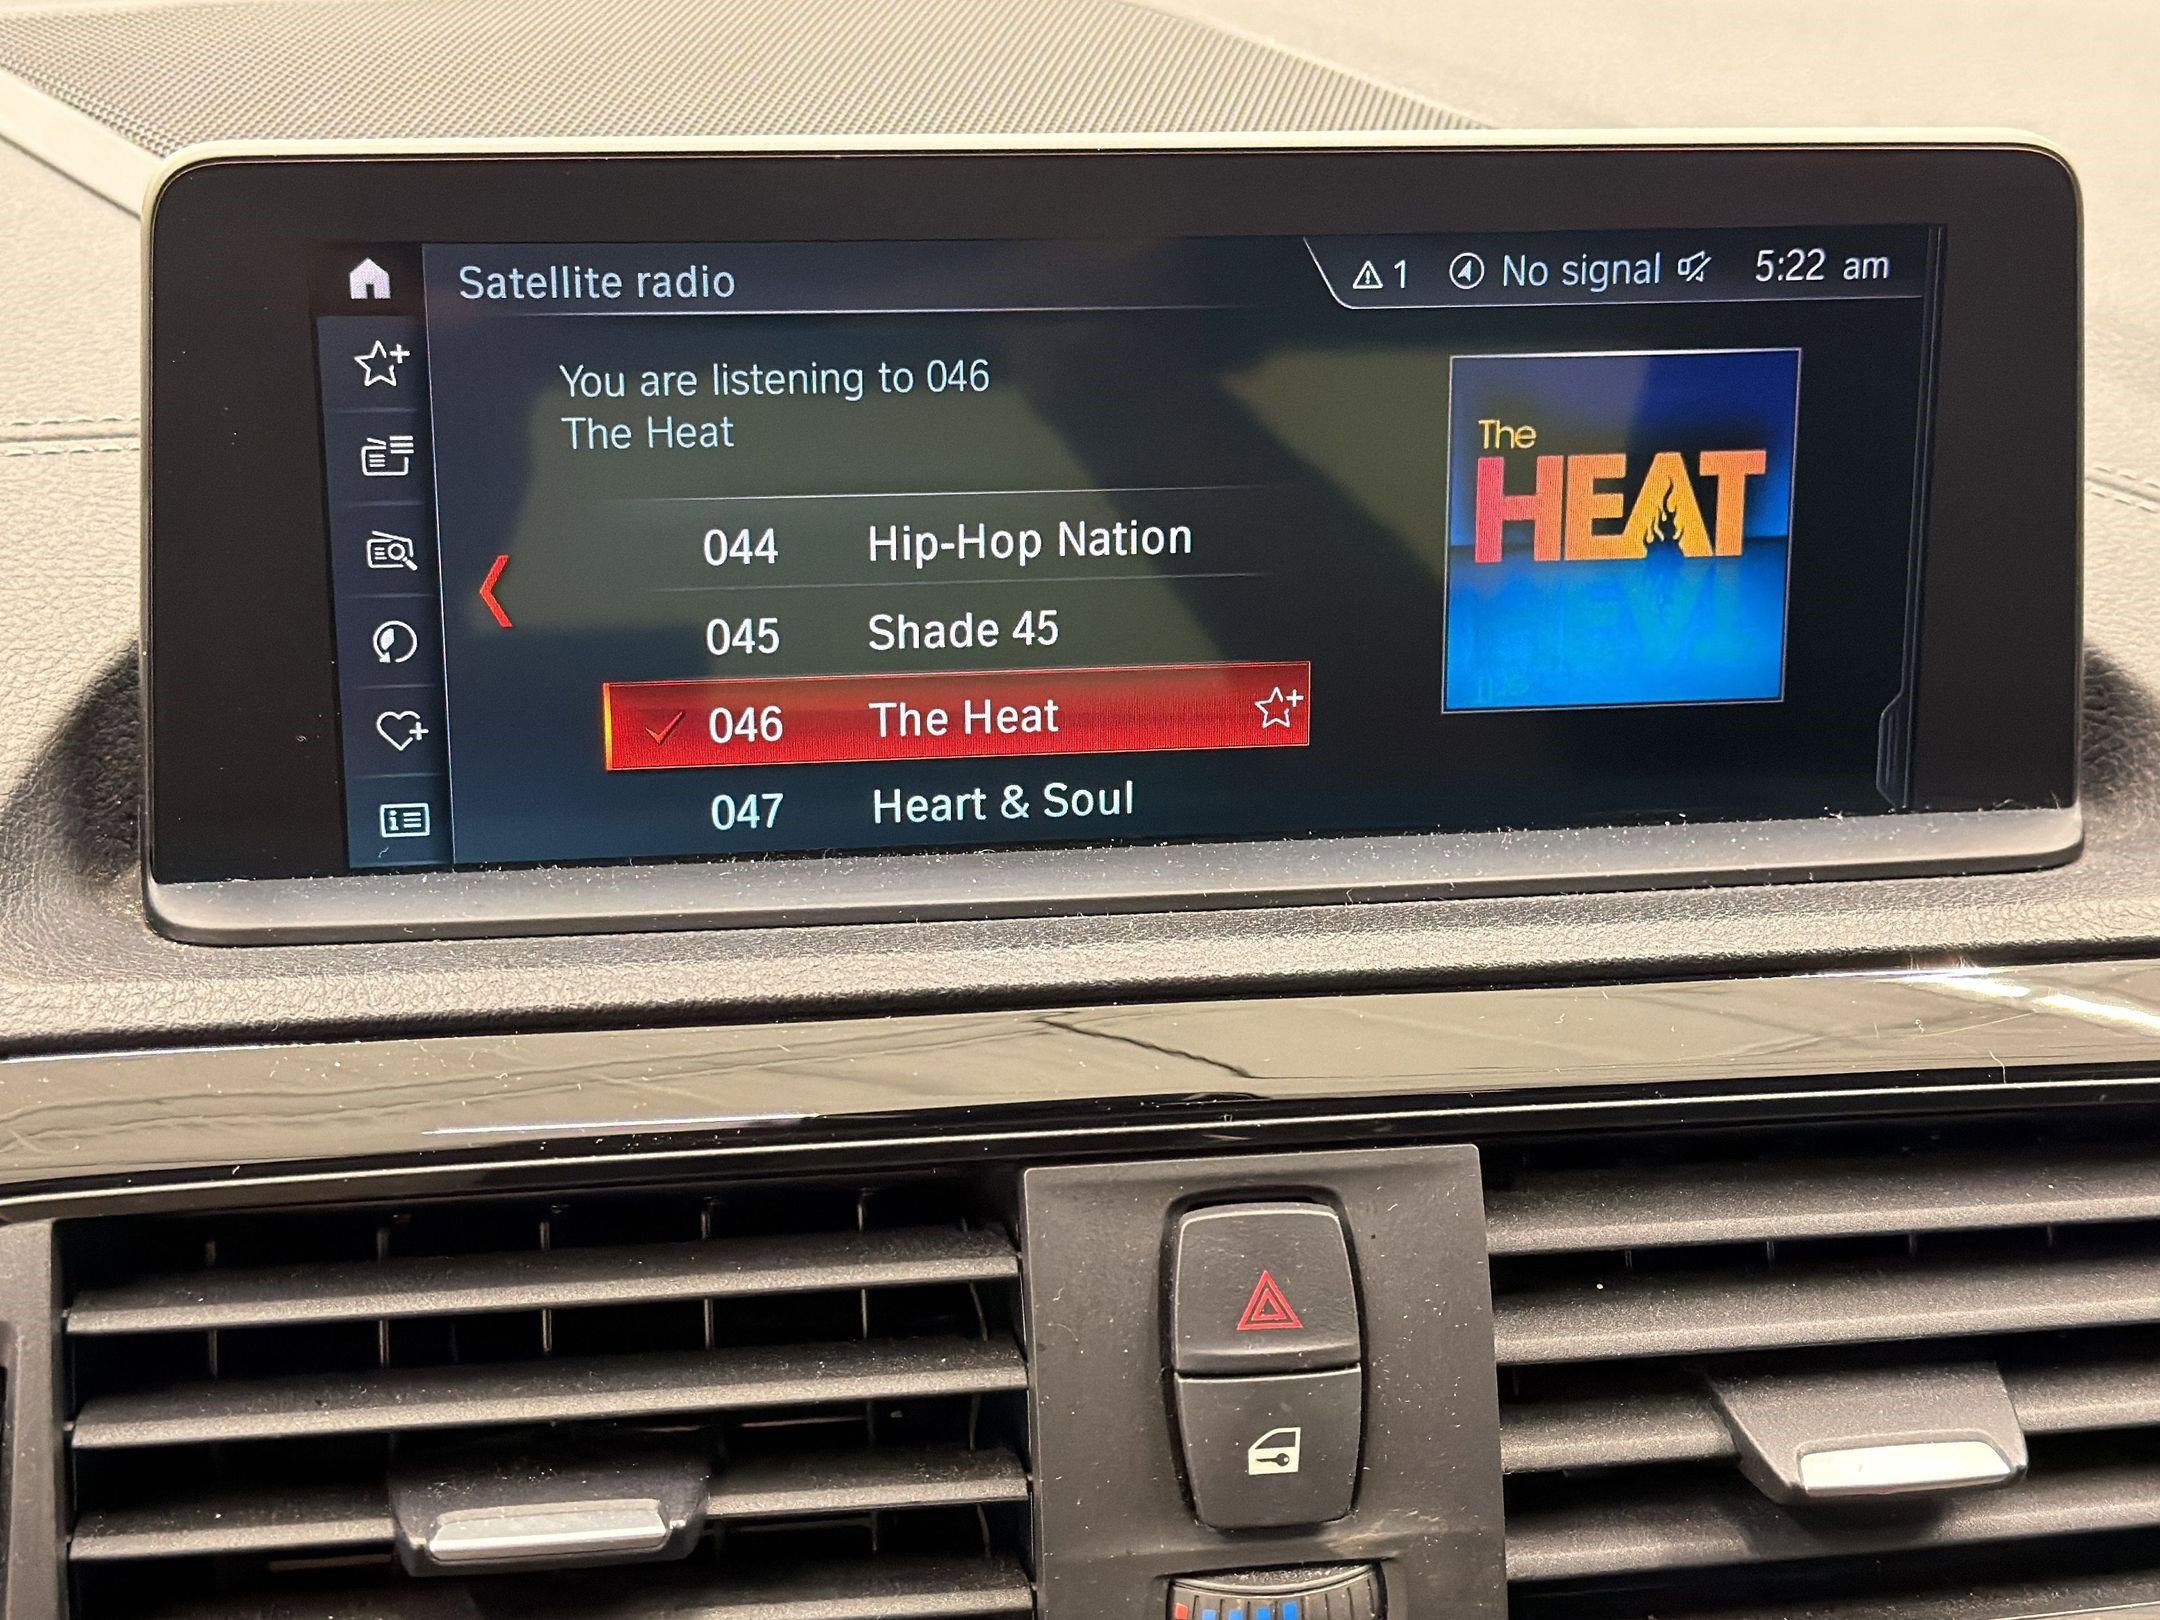 Satellite radio
1 No signal 5:22 am
You are listening to 046
The Heat
044 Hip-Hop Nation
045 Shade 45
046 The Heat
047 Heart & Soul
The
HEAT